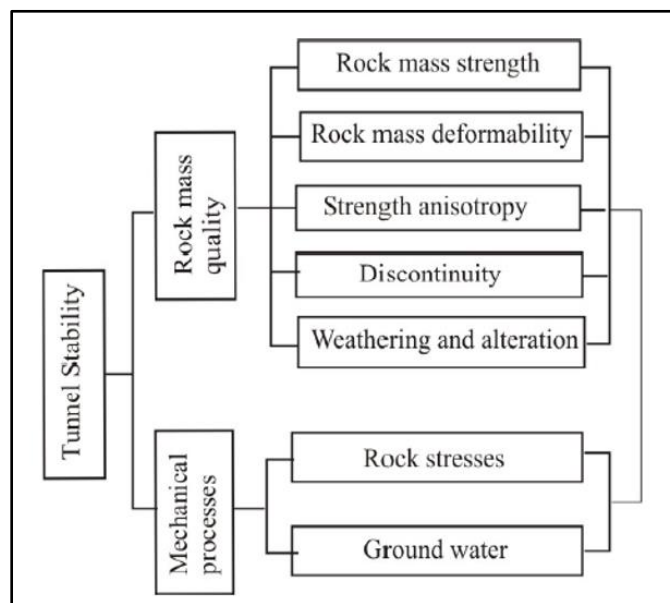 Tunnel Stability
Rock mass
quality
Rock mass strength
Rock mass deformability
Strength anisotropy
Discontinuity
Weathering and alteration
Mechanical
processes
Rock stresses
Ground water